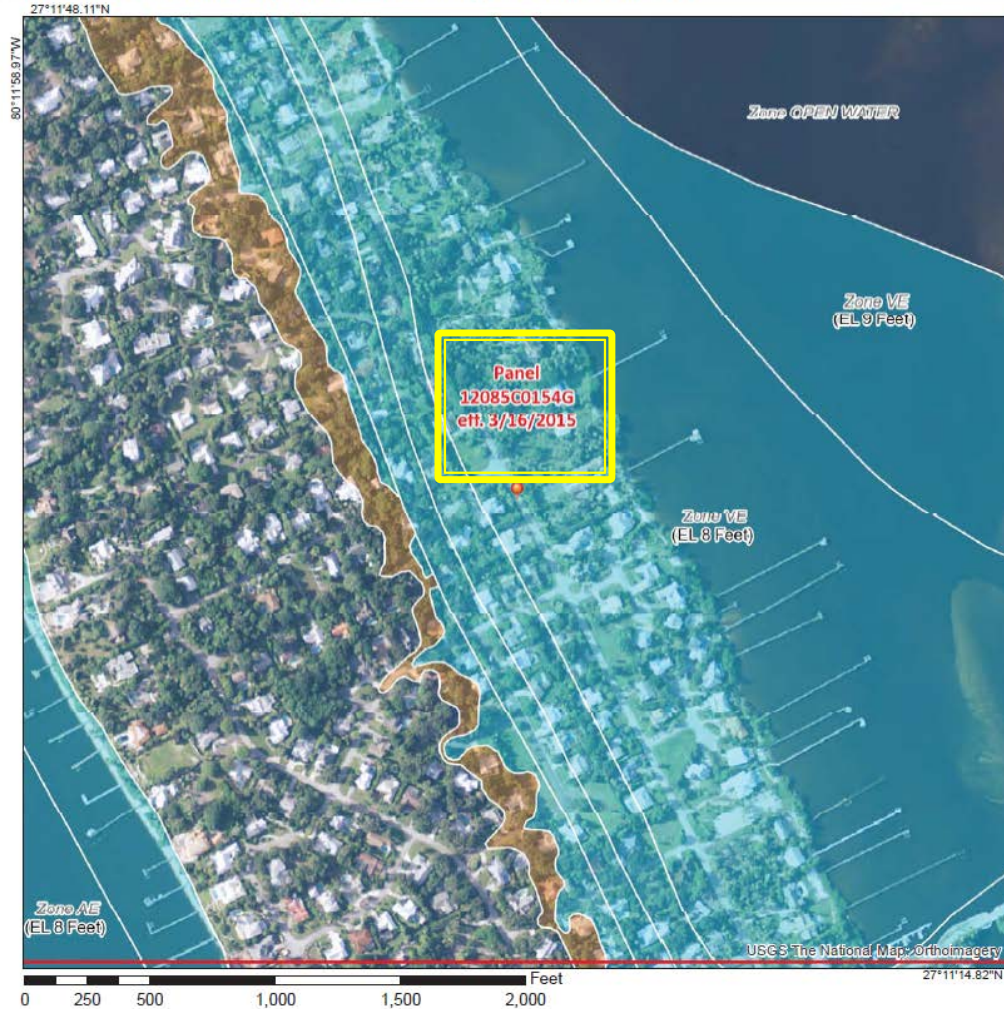 27°11'48.11"N
80°11'58.97"W
Zone OPEN WATER
Zone VE
(EL 9 Feet)
Panel
12085C0154G
eff. 3/16/2015
Zone VE
(EL 8 Feet)
Zone AE
(EL 8 Feet)
USGS The National Map: Orthoimagery
27°11'14.82"N
Feet
0 250 500 1,000 1,500 2,000